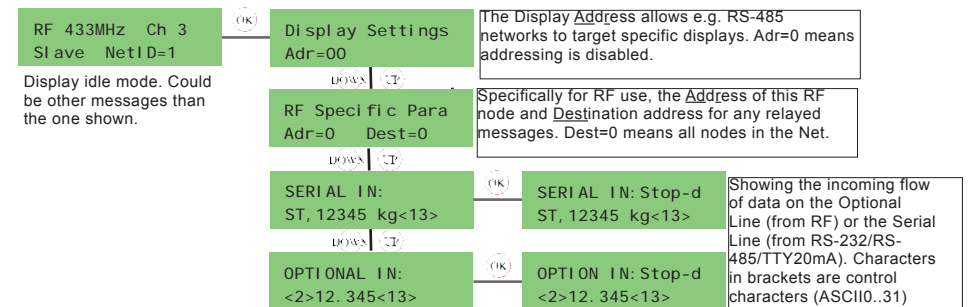 RF 433MHz Ch 3
Slave NetID=1
OK
Display Settings
Adr=00
The Display Address allows e.g. RS-485
networks to target specific displays. Adr=0 means
addressing is disabled.
Display idle mode. Could
be other messages than
the one shown.
DOWN UP
RF Specific Para
Adr=0 Dest=0
Specifically for RF use, the Address of this RF
node and Destination address for any relayed
messages. Dest=0 means all nodes in the Net.
DOWN UP
SERIAL IN:
ST,12345 kg<13>
OK
SERIAL IN:Stop-d
ST,12345 kg<13>
Showing the incoming flow
of data on the Optional
Line (from RF) or the Serial
Line (from RS-232/RS-
485/TTY20mA). Characters
in brackets are control
characters (ASCII0..31)
DOWN UP
OPTIONAL IN:
<2>12.345<13>
OK
OPTION IN:Stop-d
<2>12.345<13>